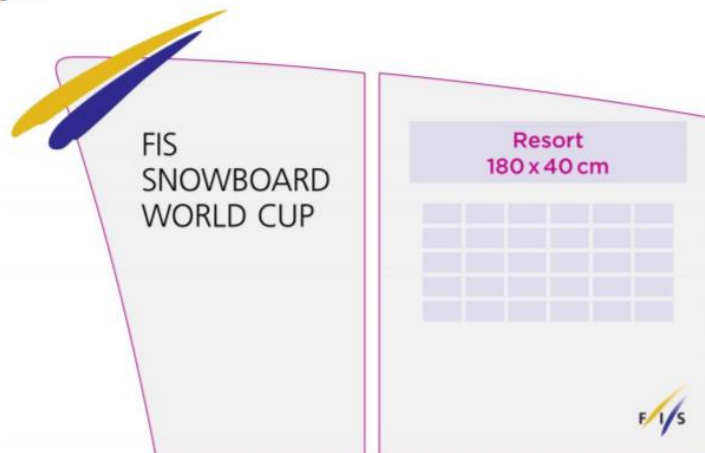 FIS
SNOWBOARD
WORLD CUP
Resort
180 x 40 cm
F I S